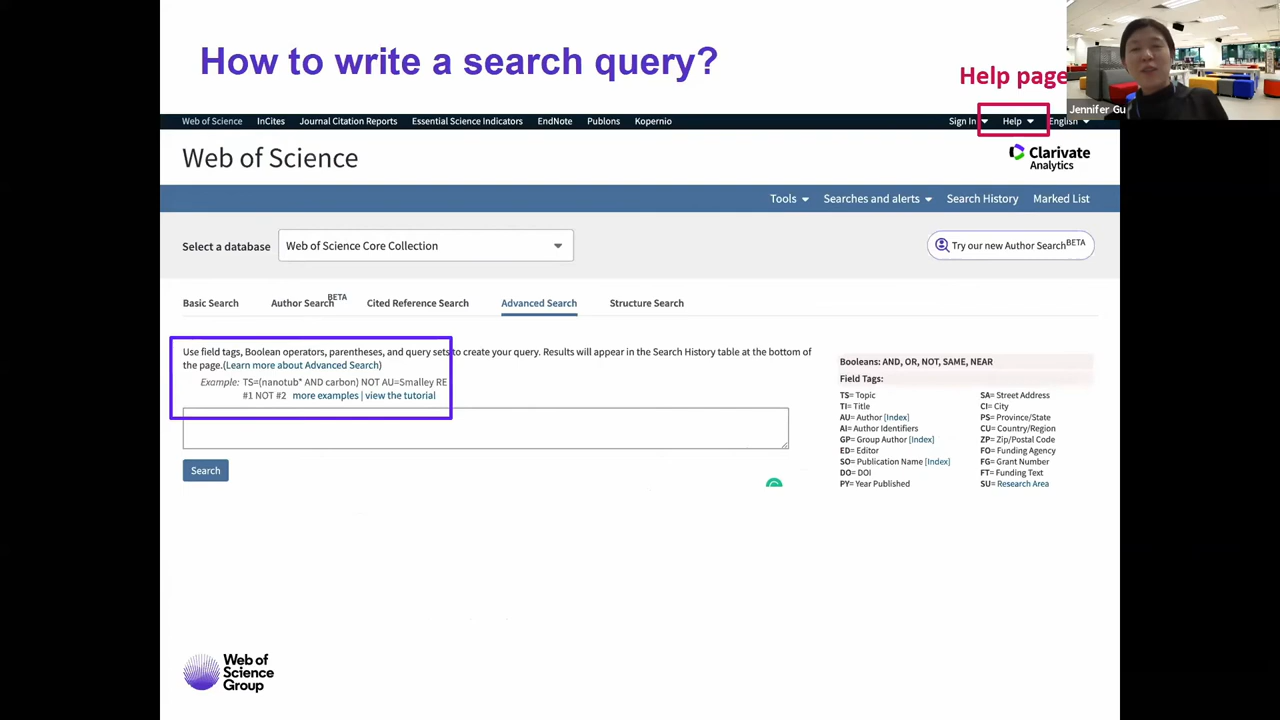 How to write a search query?
Help page
Jennifer Gu
Web of Science InCites Journal Citation Reports Essential Science Indicators EndNote Publons Kopernio Sign In Help English
Web of Science
Clarivate
Analytics
Tools Searches and alerts Search History Marked List
Select a database Web of Science Core Collection Try our new Author Search BETA
Basic Search Author Search BETA Cited Reference Search Advanced Search Structure Search
Use field tags, Boolean operators, parentheses, and query sets to create your query. Results will appear in the Search History table at the bottom of
the page.(Learn more about Advanced Search)
Example: TS=(nanotub* AND carbon) NOT AU=Smalley RE
#1 NOT #2 more examples | view the tutorial
Search
Booleans: AND, OR, NOT, SAME, NEAR
Field Tags:
TS= Topic
TI= Title
AU= Author [Index]
AI= Author Identifiers
GP= Group Author [Index]
ED= Editor
SO= Publication Name [Index]
DO= DOI
PY= Year Published
SA= Street Address
CI= City
PS= Province/State
CU= Country/Region
ZP= Zip/Postal Code
FO= Funding Agency
FG= Grant Number
FT= Funding Text
SU= Research Area
Web of
Science
Group